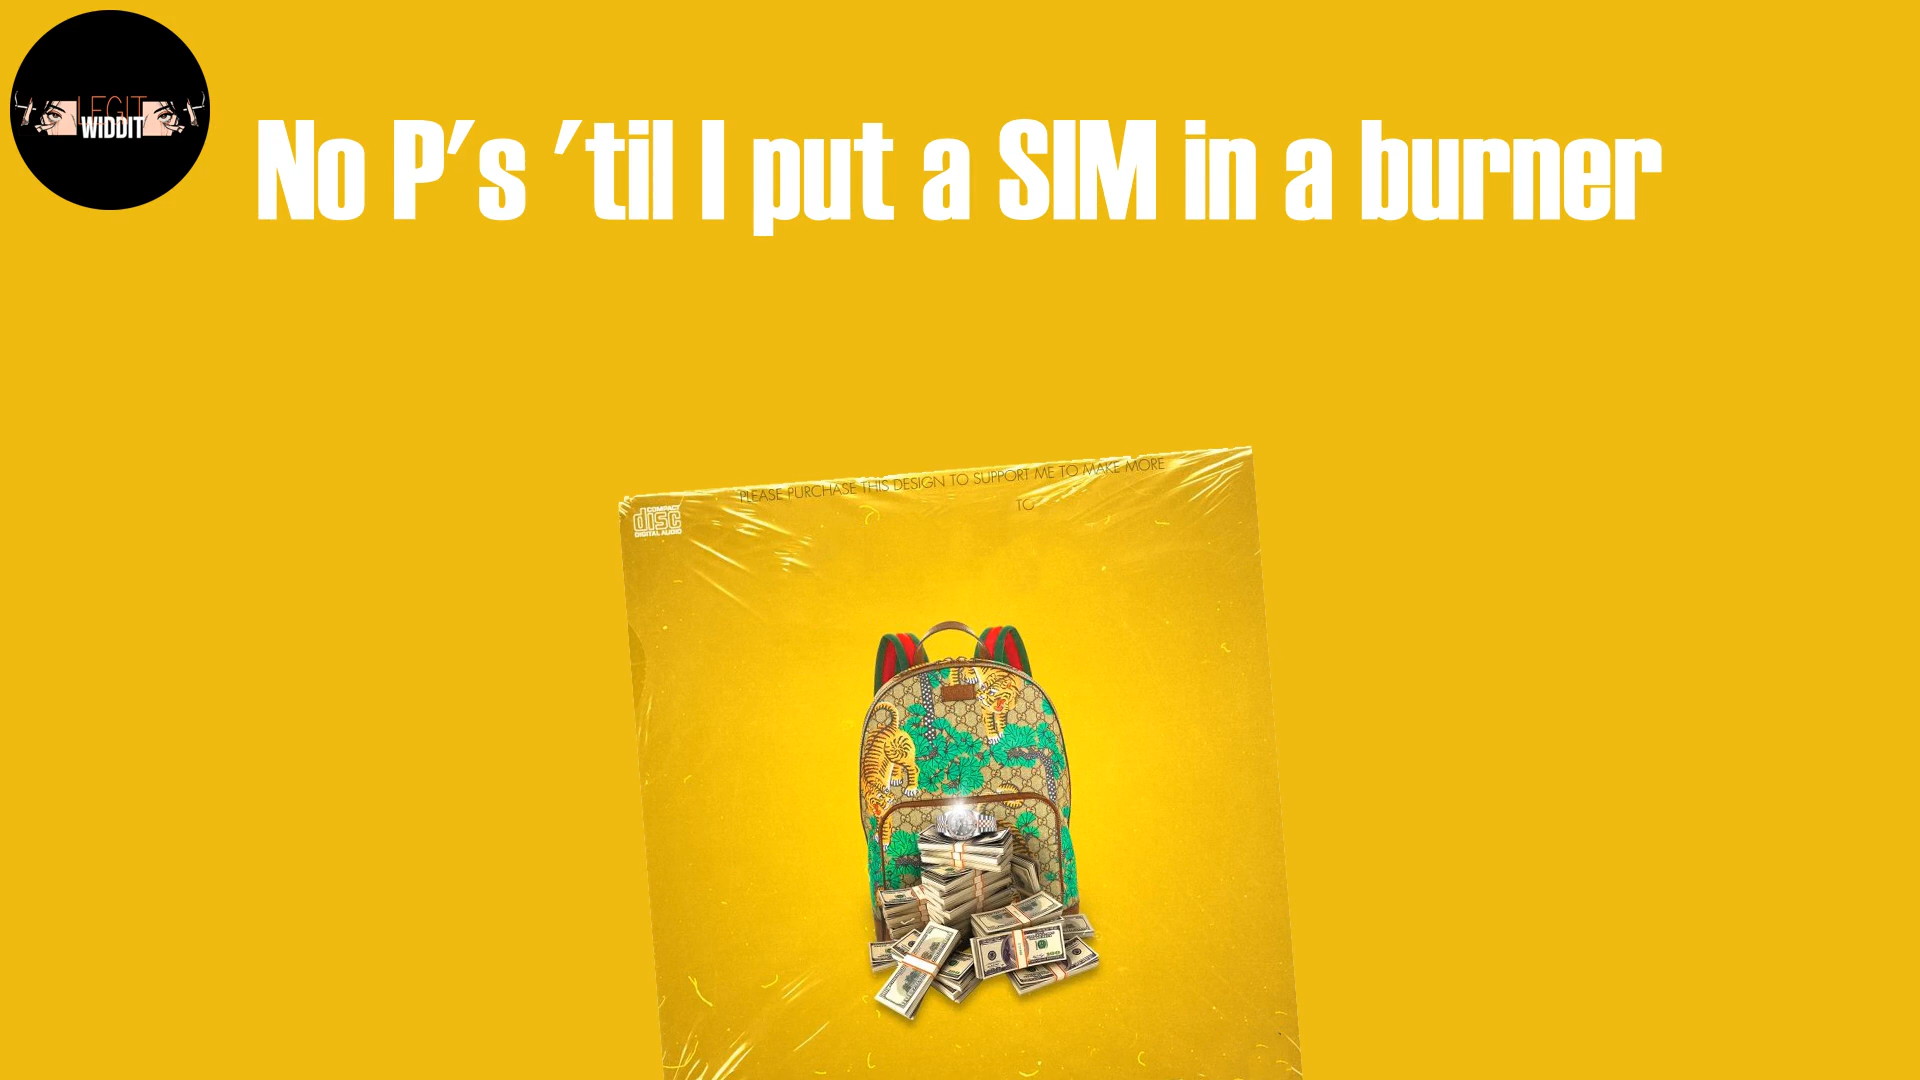 LEGIT
WIDDIT
No P's 'til I put a SIM in a burner
PLEASE PURCHASE THIS DESIGN TO SUPPORT ME TO MAKE MORE
TO
COMPACT
disc
DIGITAL AUDIO